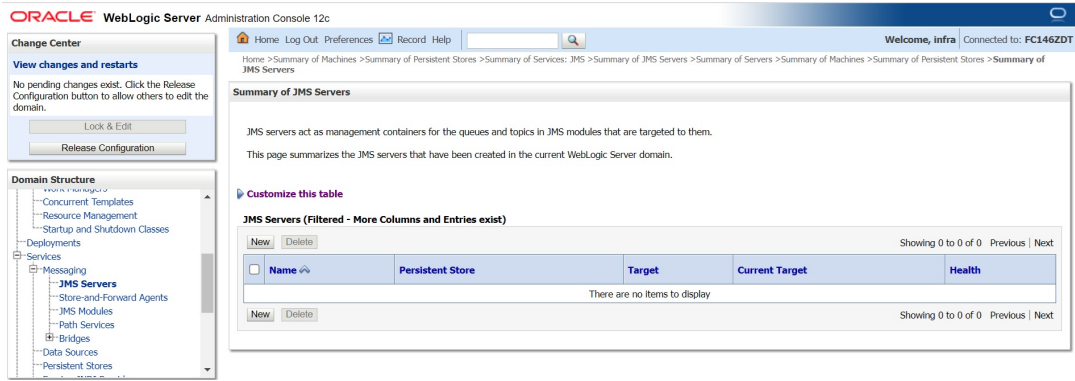 ORACLE WebLogic Server Administration Console 12c
Change Center
View changes and restarts
No pending changes exist. Click the Release
Configuration button to allow others to edit the
domain.
Lock & Edit
Release Configuration
Domain Structure
Work Managers
Concurrent Templates
Resource Management
Startup and Shutdown Classes
Deployments
Services
Messaging
JMS Servers
Store-and-Forward Agents
JMS Modules
Path Services
Bridges
Data Sources
Persistent Stores
Home Log Out Preferences Record Help
Welcome, infra Connected to: FC146ZDT
Home >Summary of Machines >Summary of Persistent Stores >Summary of Services: JMS >Summary of JMS Servers >Summary of Servers >Summary of Machines >Summary of Persistent Stores >Summary of
JMS Servers
Summary of JMS Servers
JMS servers act as management containers for the queues and topics in JMS modules that are targeted to them.
This page summarizes the JMS servers that have been created in the current WebLogic Server domain.
Customize this table
JMS Servers (Filtered - More Columns and Entries exist)
New Delete Showing 0 to 0 of 0 Previous | Next
Name Persistent Store Target Current Target Health
There are no items to display
New Delete Showing 0 to 0 of 0 Previous | Next